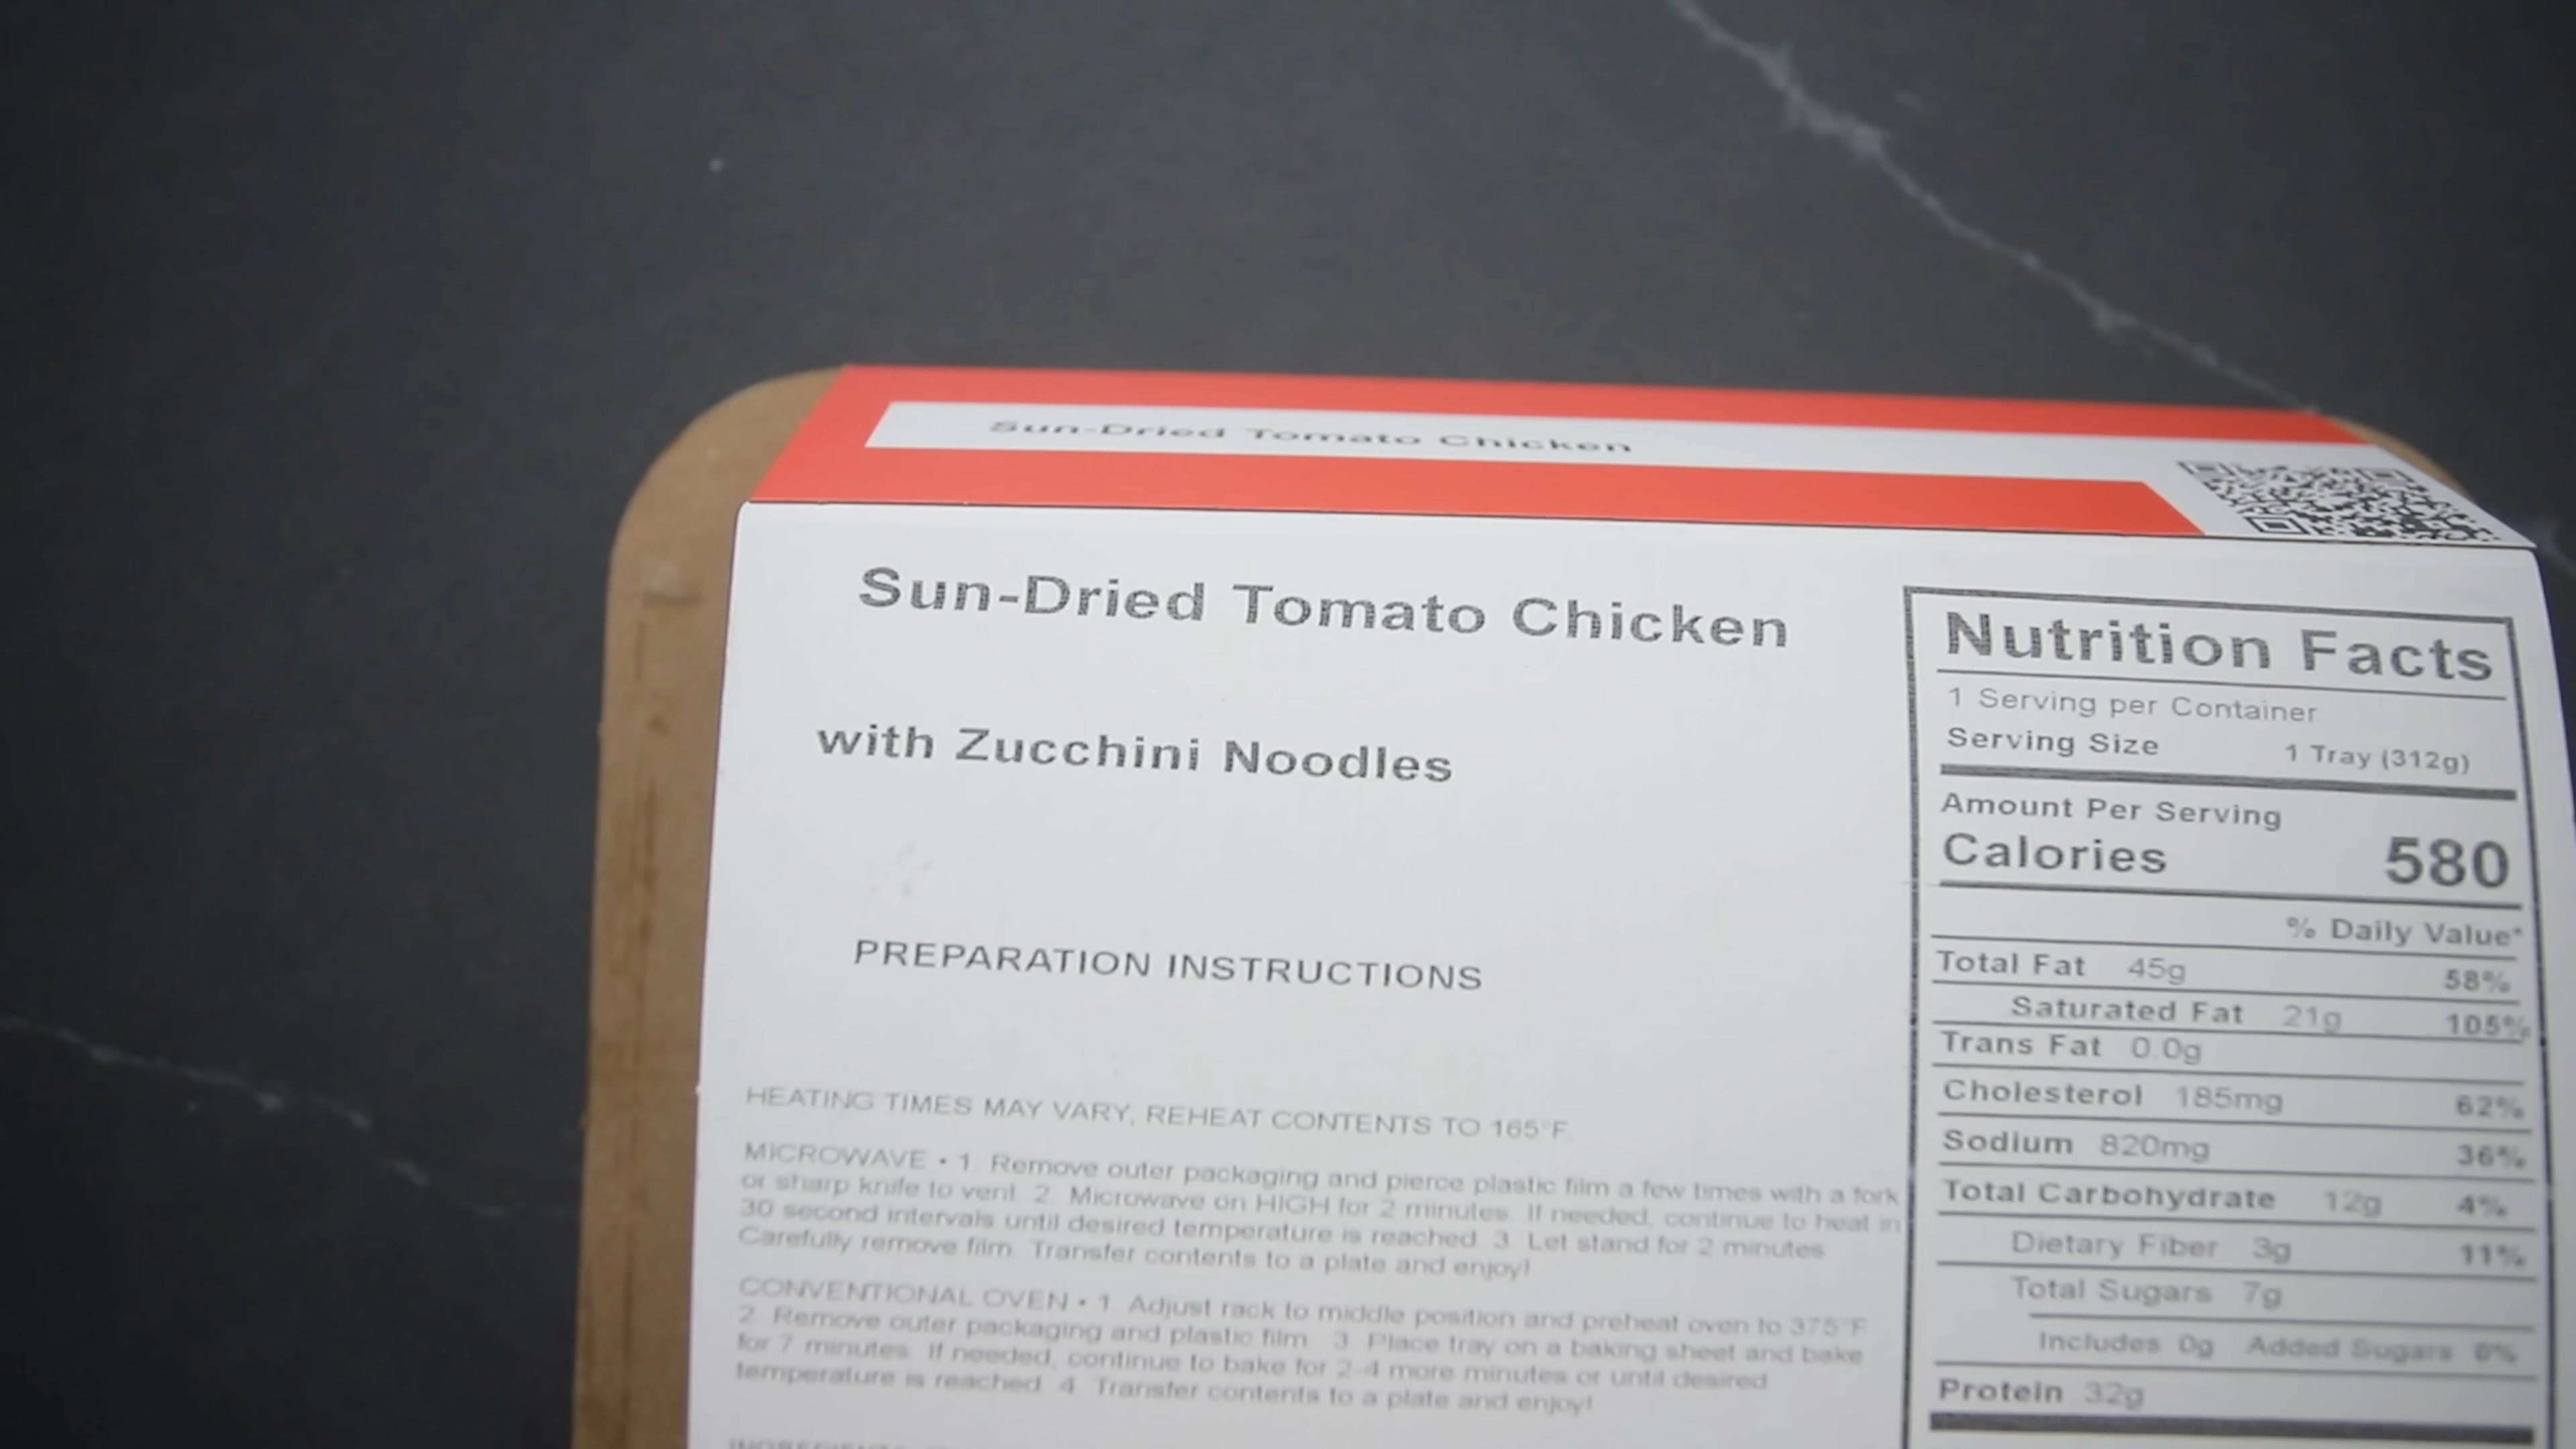 Sun-Dried Tomato Chicken
Sun-Dried Tomato Chicken
with Zucchini Noodles
PREPARATION INSTRUCTIONS
HEATING TIMES MAY VARY, REHEAT CONTENTS TO 165°F
MICROWAVE • 1 Remove outer packaging and pierce plastic film a few times with a fork
or sharp knife to vent. 2. Microwave on HIGH for 2 minutes. If needed, continue to heat in
30 second intervals until desired temperature is reached. 3. Let stand for 2 minutes.
Carefully remove film. Transfer contents to a plate and enjoy!
CONVENTIONAL OVEN • 1 Adjust rack to middle position and preheat oven to 375°F
2 Remove outer packaging and plastic film. 3. Place tray on a baking sheet and bake
for 7 minutes. If needed, continue to bake for 2-4 more minutes or until desired
temperature is reached. 4. Transfer contents to a plate and enjoy!
Nutrition Facts
1 Serving per Container
Serving Size 1 Tray (312g)
Amount Per Serving
Calories 580
% Daily Value*
Total Fat 45g 58%
Saturated Fat 21g 105%
Trans Fat 0.0g
Cholesterol 185mg 62%
Sodium 820mg 36%
Total Carbohydrate 12g 4%
Dietary Fiber 3g 11%
Total Sugars 7g
Includes 0g Added Sugars 0%
Protein 32g